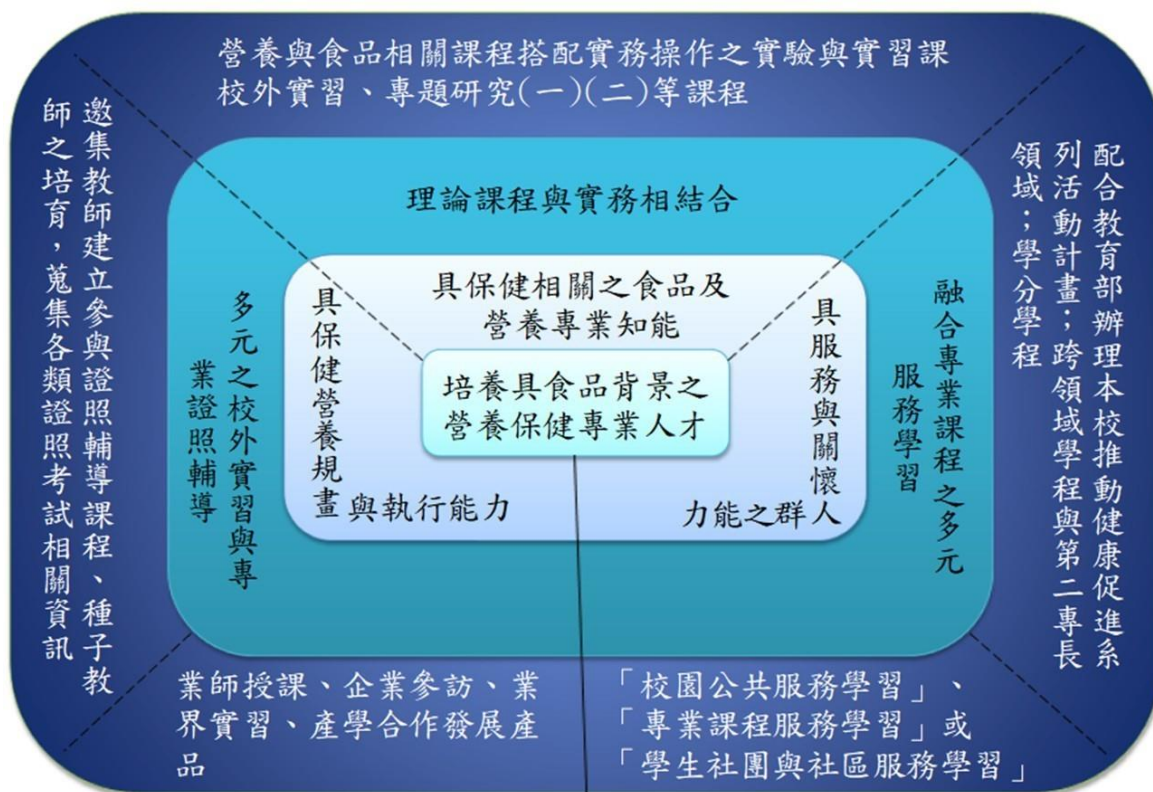 營養與食品相關課程搭配實務操作之實驗與實習課
校外實習、專題研究(一)(二)等課程
邀集教師建立參與證照輔導課程、種子教
師之培育，蒐集各類證照考試相關資訊
配合教育部辦理本校推動健康促進系
列活動計畫；跨領域學程與第二專長
領域；學分學程
理論課程與實務相結合
多元之校外實習與專
業證照輔導
融合專業課程之多元
服務學習
具保健相關之食品及
營養專業知能
具保健營養規畫
與執行能力
具服務與關懷
力能之群人
培養具食品背景之
營養保健專業人才
業師授課、企業參訪、業
界實習、產學合作發展產
品
「校園公共服務學習」、
「專業課程服務學習」或
「學生社團與社區服務學習」